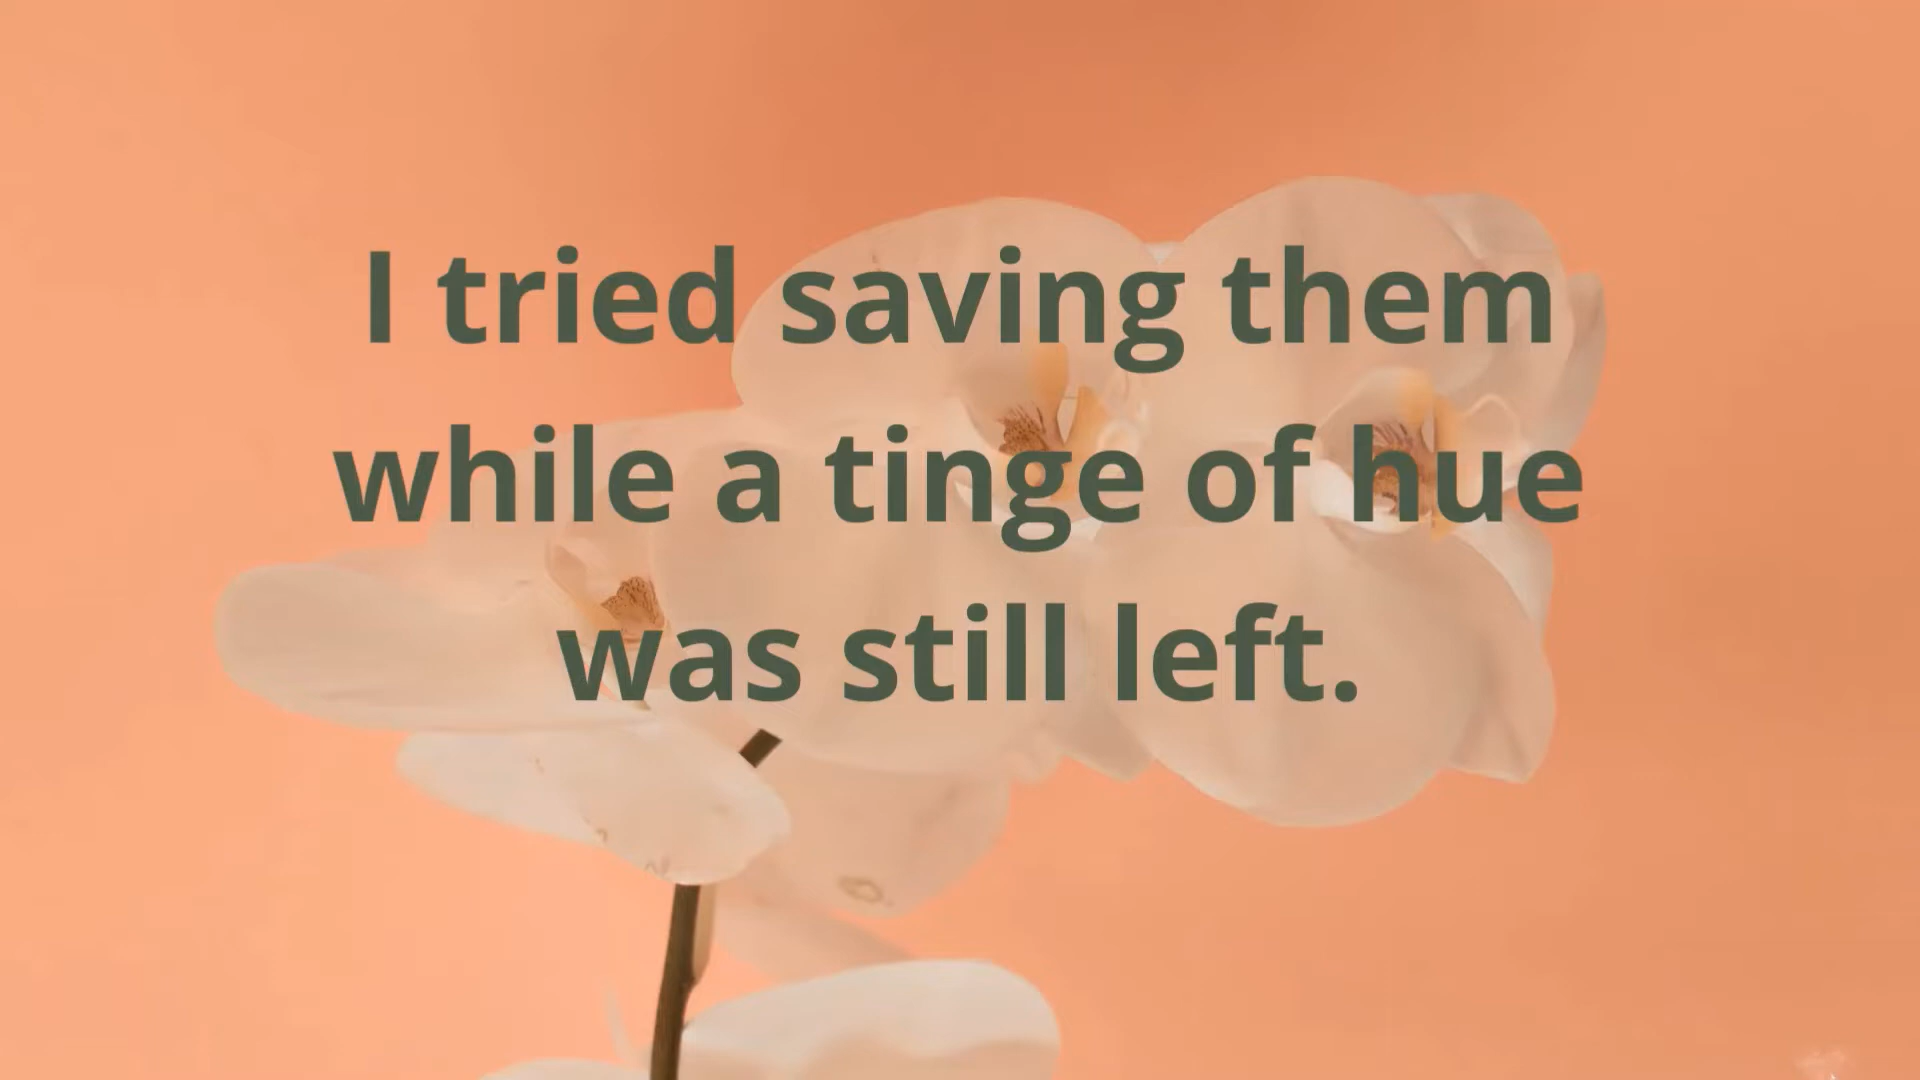 I tried saving them
while a tinge of hue
was still left.